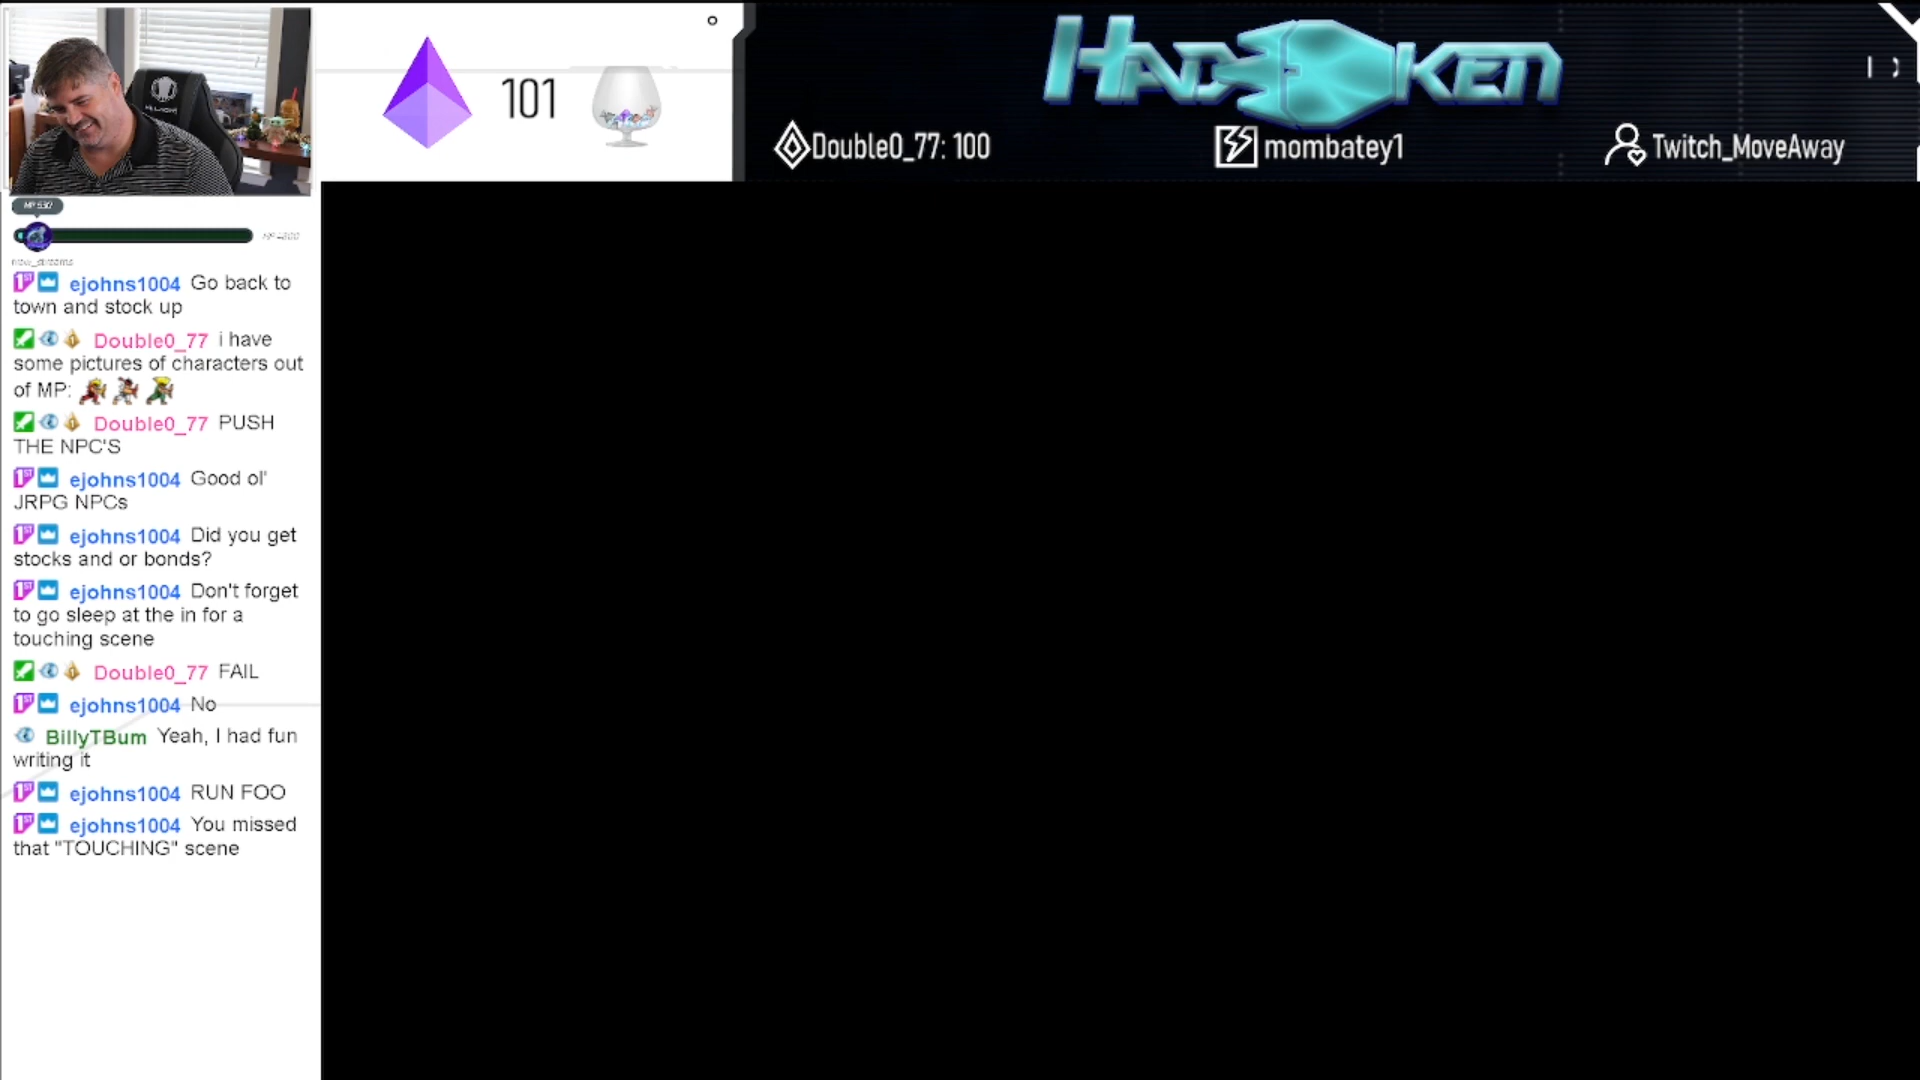 101
HADOKEN
Double0_77: 100
mombatey1
Twitch_MoveAway
ejohns1004 Go back to
town and stock up
Double0_77 i have
some pictures of characters out
of MP:
Double0_77 PUSH
THE NPC'S
ejohns1004 Good ol'
JRPG NPCs
ejohns1004 Did you get
stocks and or bonds?
ejohns1004 Don't forget
to go sleep at the in for a
touching scene
Double0_77 FAIL
ejohns1004 No
BillyTBum Yeah, I had fun
writing it
ejohns1004 RUN FOO
ejohns1004 You missed
that "TOUCHING" scene